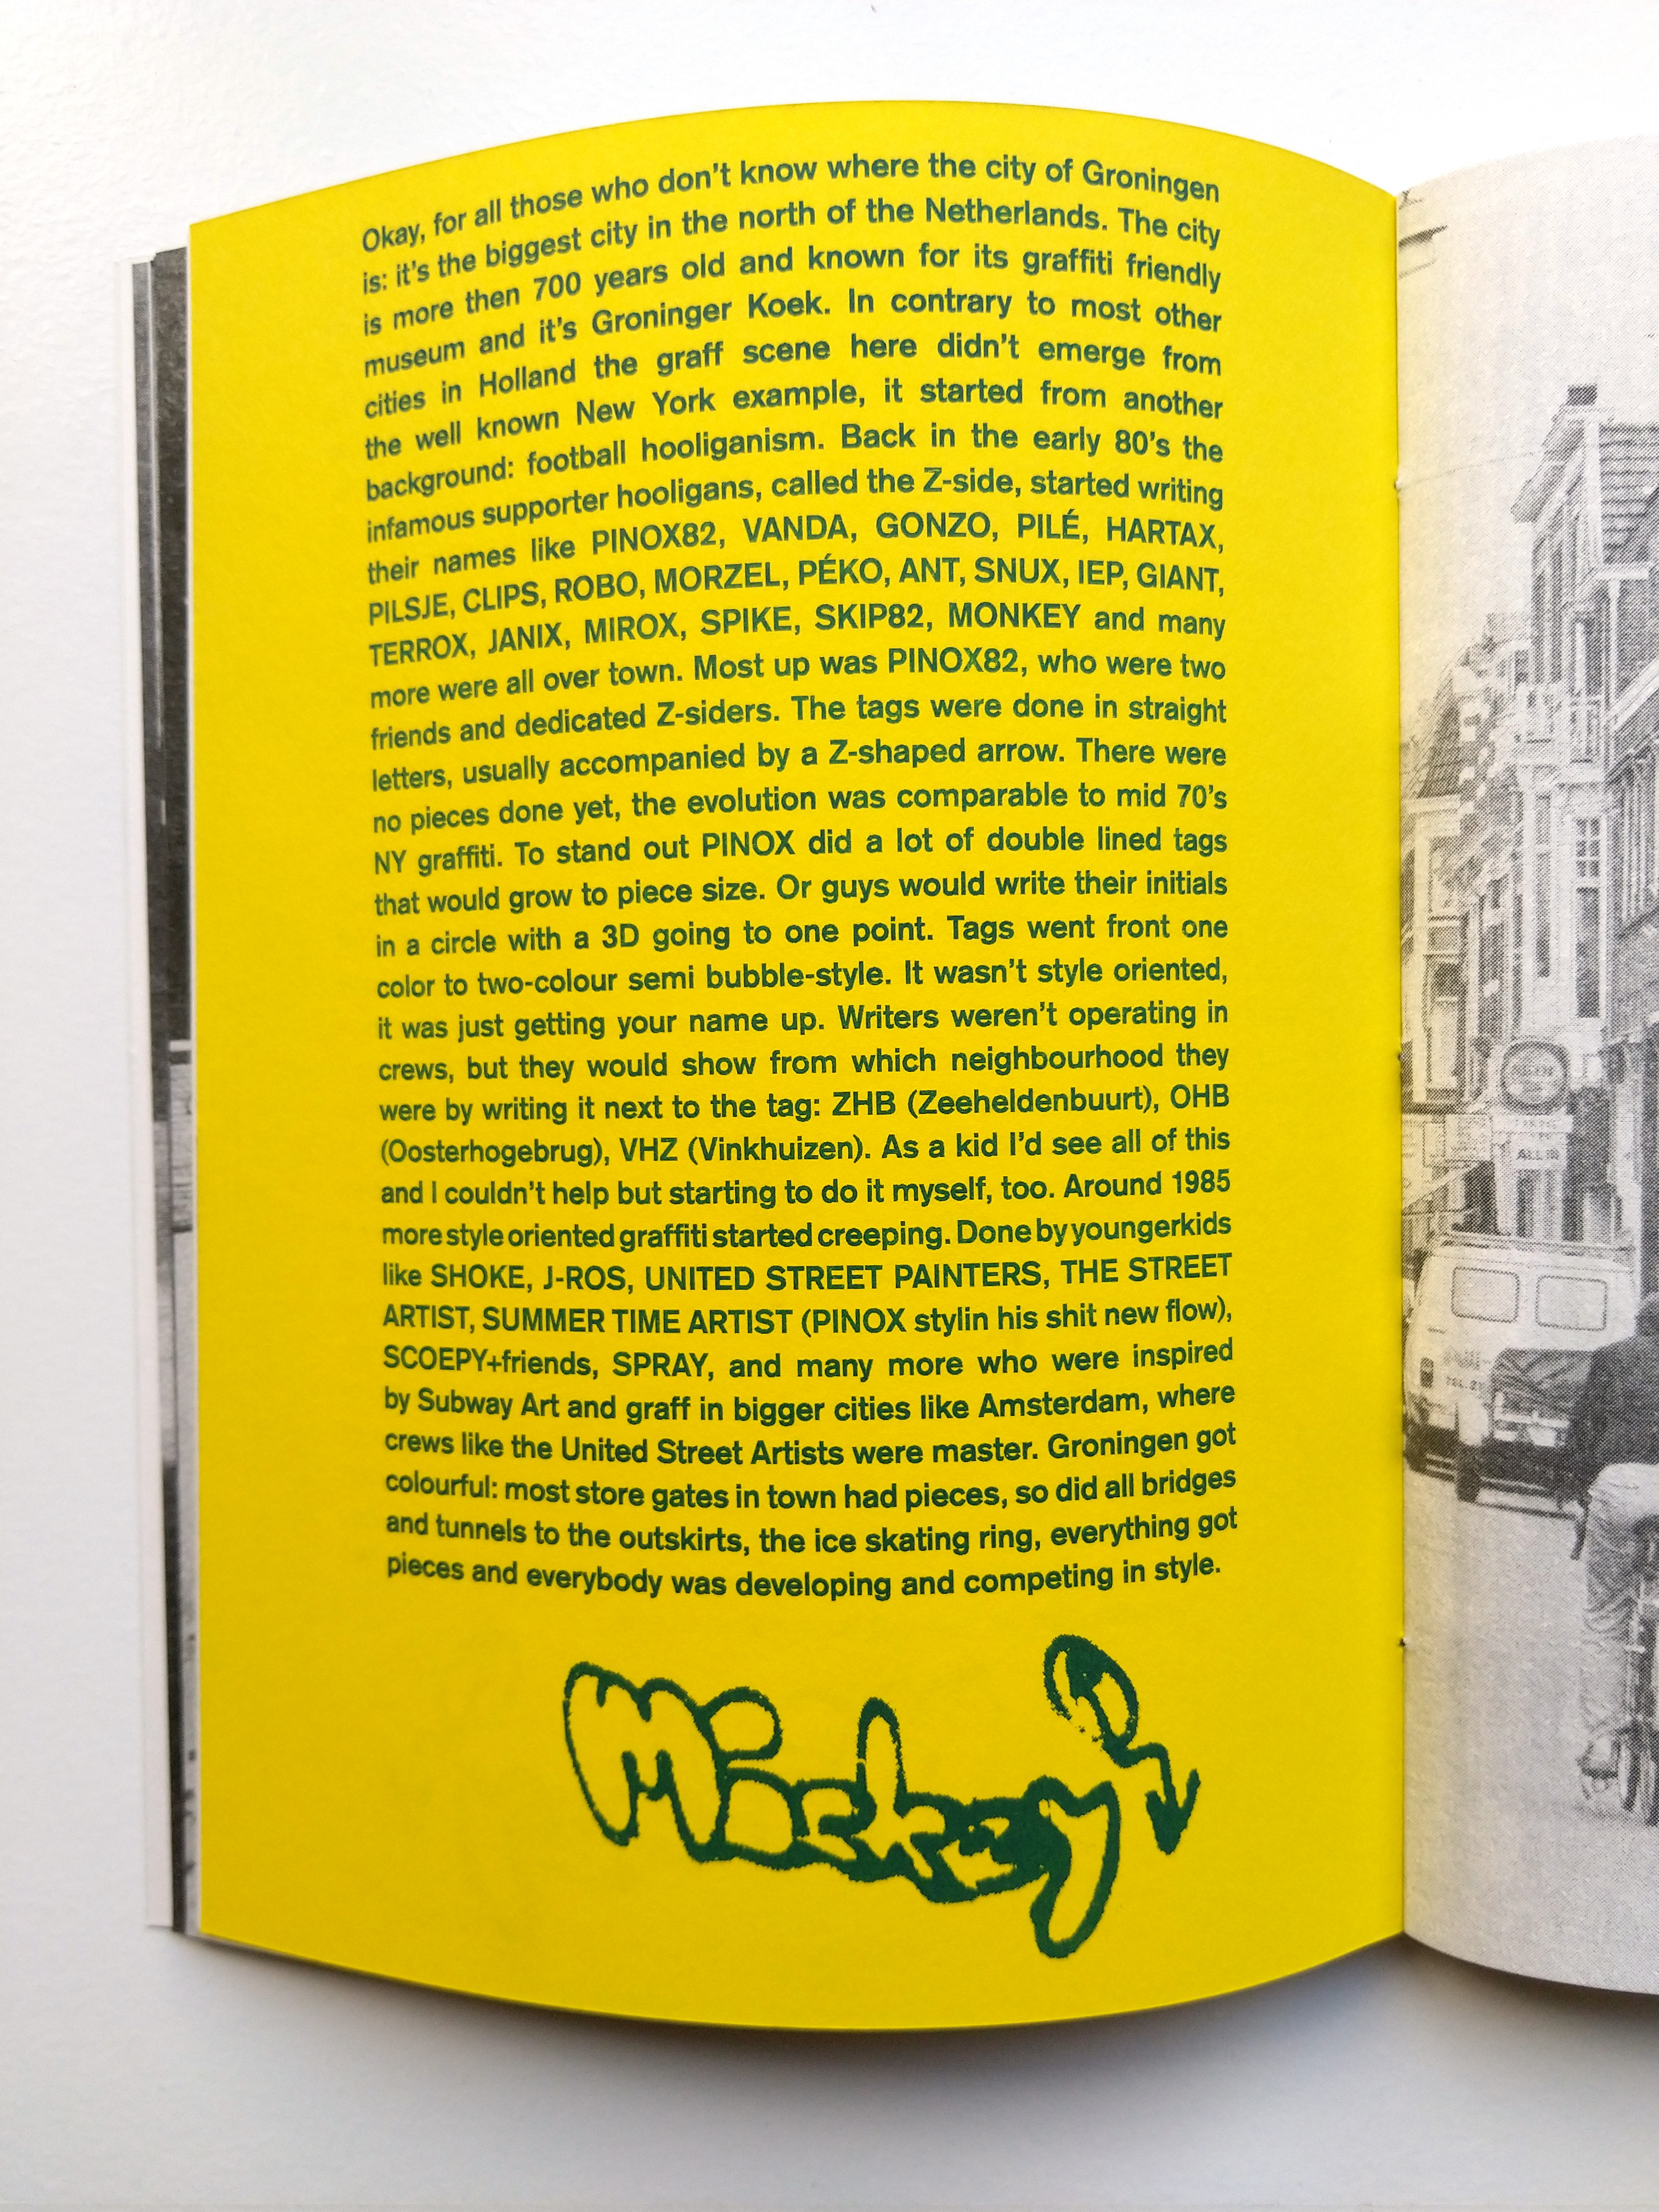 Okay, for all those who don't know where the city of Groningen
is: it's the biggest city in the north of the Netherlands. The city
is more then 700 years old and known for its graffiti friendly
museum and it's Groninger Koek. In contrary to most other
cities in Holland the graff scene here didn't emerge from
the well known New York example, it started from another
background: football hooliganism. Back in the early 80's the
infamous supporter hooligans, called the Z-side, started writing
their names like PINOX82, VANDA, GONZO, PILÉ, HARTAX,
PILSJE, CLIPS, ROBO, MORZEL, PÉKO, ANT, SNUX, IEP, GIANT,
TERROX, JANIX, MIROX, SPIKE, SKIP82, MONKEY and many
more were all over town. Most up was PINOX82, who were two
friends and dedicated Z-siders. The tags were done in straight
letters, usually accompanied by a Z-shaped arrow. There were
no pieces done yet, the evolution was comparable to mid 70's
NY graffiti. To stand out PINOX did a lot of double lined tags
that would grow to piece size. Or guys would write their initials
in a circle with a 3D going to one point. Tags went front one
color to two-colour semi bubble-style. It wasn't style oriented,
it was just getting your name up. Writers weren't operating in
crews, but they would show from which neighbourhood they
were by writing it next to the tag: ZHB (Zeeheldenbuurt), OHB
(Oosterhogebrug), VHZ (Vinkhuizen). As a kid I'd see all of this
and I couldn't help but starting to do it myself, too. Around 1985
more style oriented graffiti started creeping. Done by youngerkids
like SHOKE, J-ROS, UNITED STREET PAINTERS, THE STREET
ARTIST, SUMMER TIME ARTIST (PINOX stylin his shit new flow),
SCOEPY+friends, SPRAY, and many more who were inspired
by Subway Art and graff in bigger cities like Amsterdam, where
crews like the United Street Artists were master. Groningen got
colourful: most store gates in town had pieces, so did all bridges
and tunnels to the outskirts, the ice skating ring, everything got
pieces and everybody was developing and competing in style.
Mickey
ALL IN